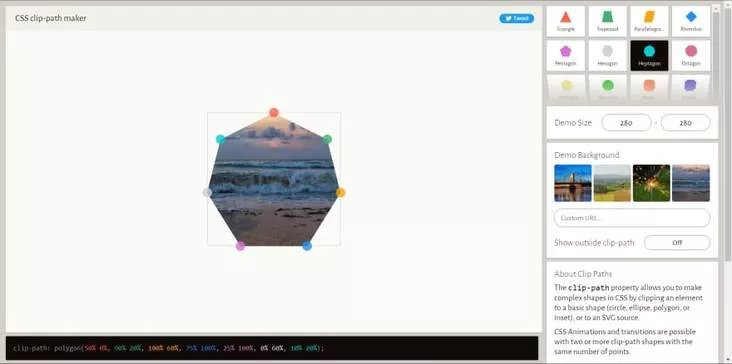 CSS clip-path maker
Tweet
Triangle
Trapezoid
Parallelogra...
Rhombus
Pentagon
Hexagon
Heptagon
Octagon
Demo Size
280
×
280
Demo Background
Custom URL...
Show outside clip-path
Off
About Clip Paths
The clip-path property allows you to make
complex shapes in CSS by clipping an element
to a basic shape (circle, ellipse, polygon, or
inset), or to an SVG source.
CSS Animations and transitions are possible
with two or more clip-path shapes with the
same number of points.
clip-path: polygon(50% 0%, 90% 20%, 100% 60%, 75% 100%, 25% 100%, 0% 60%, 10% 20%);